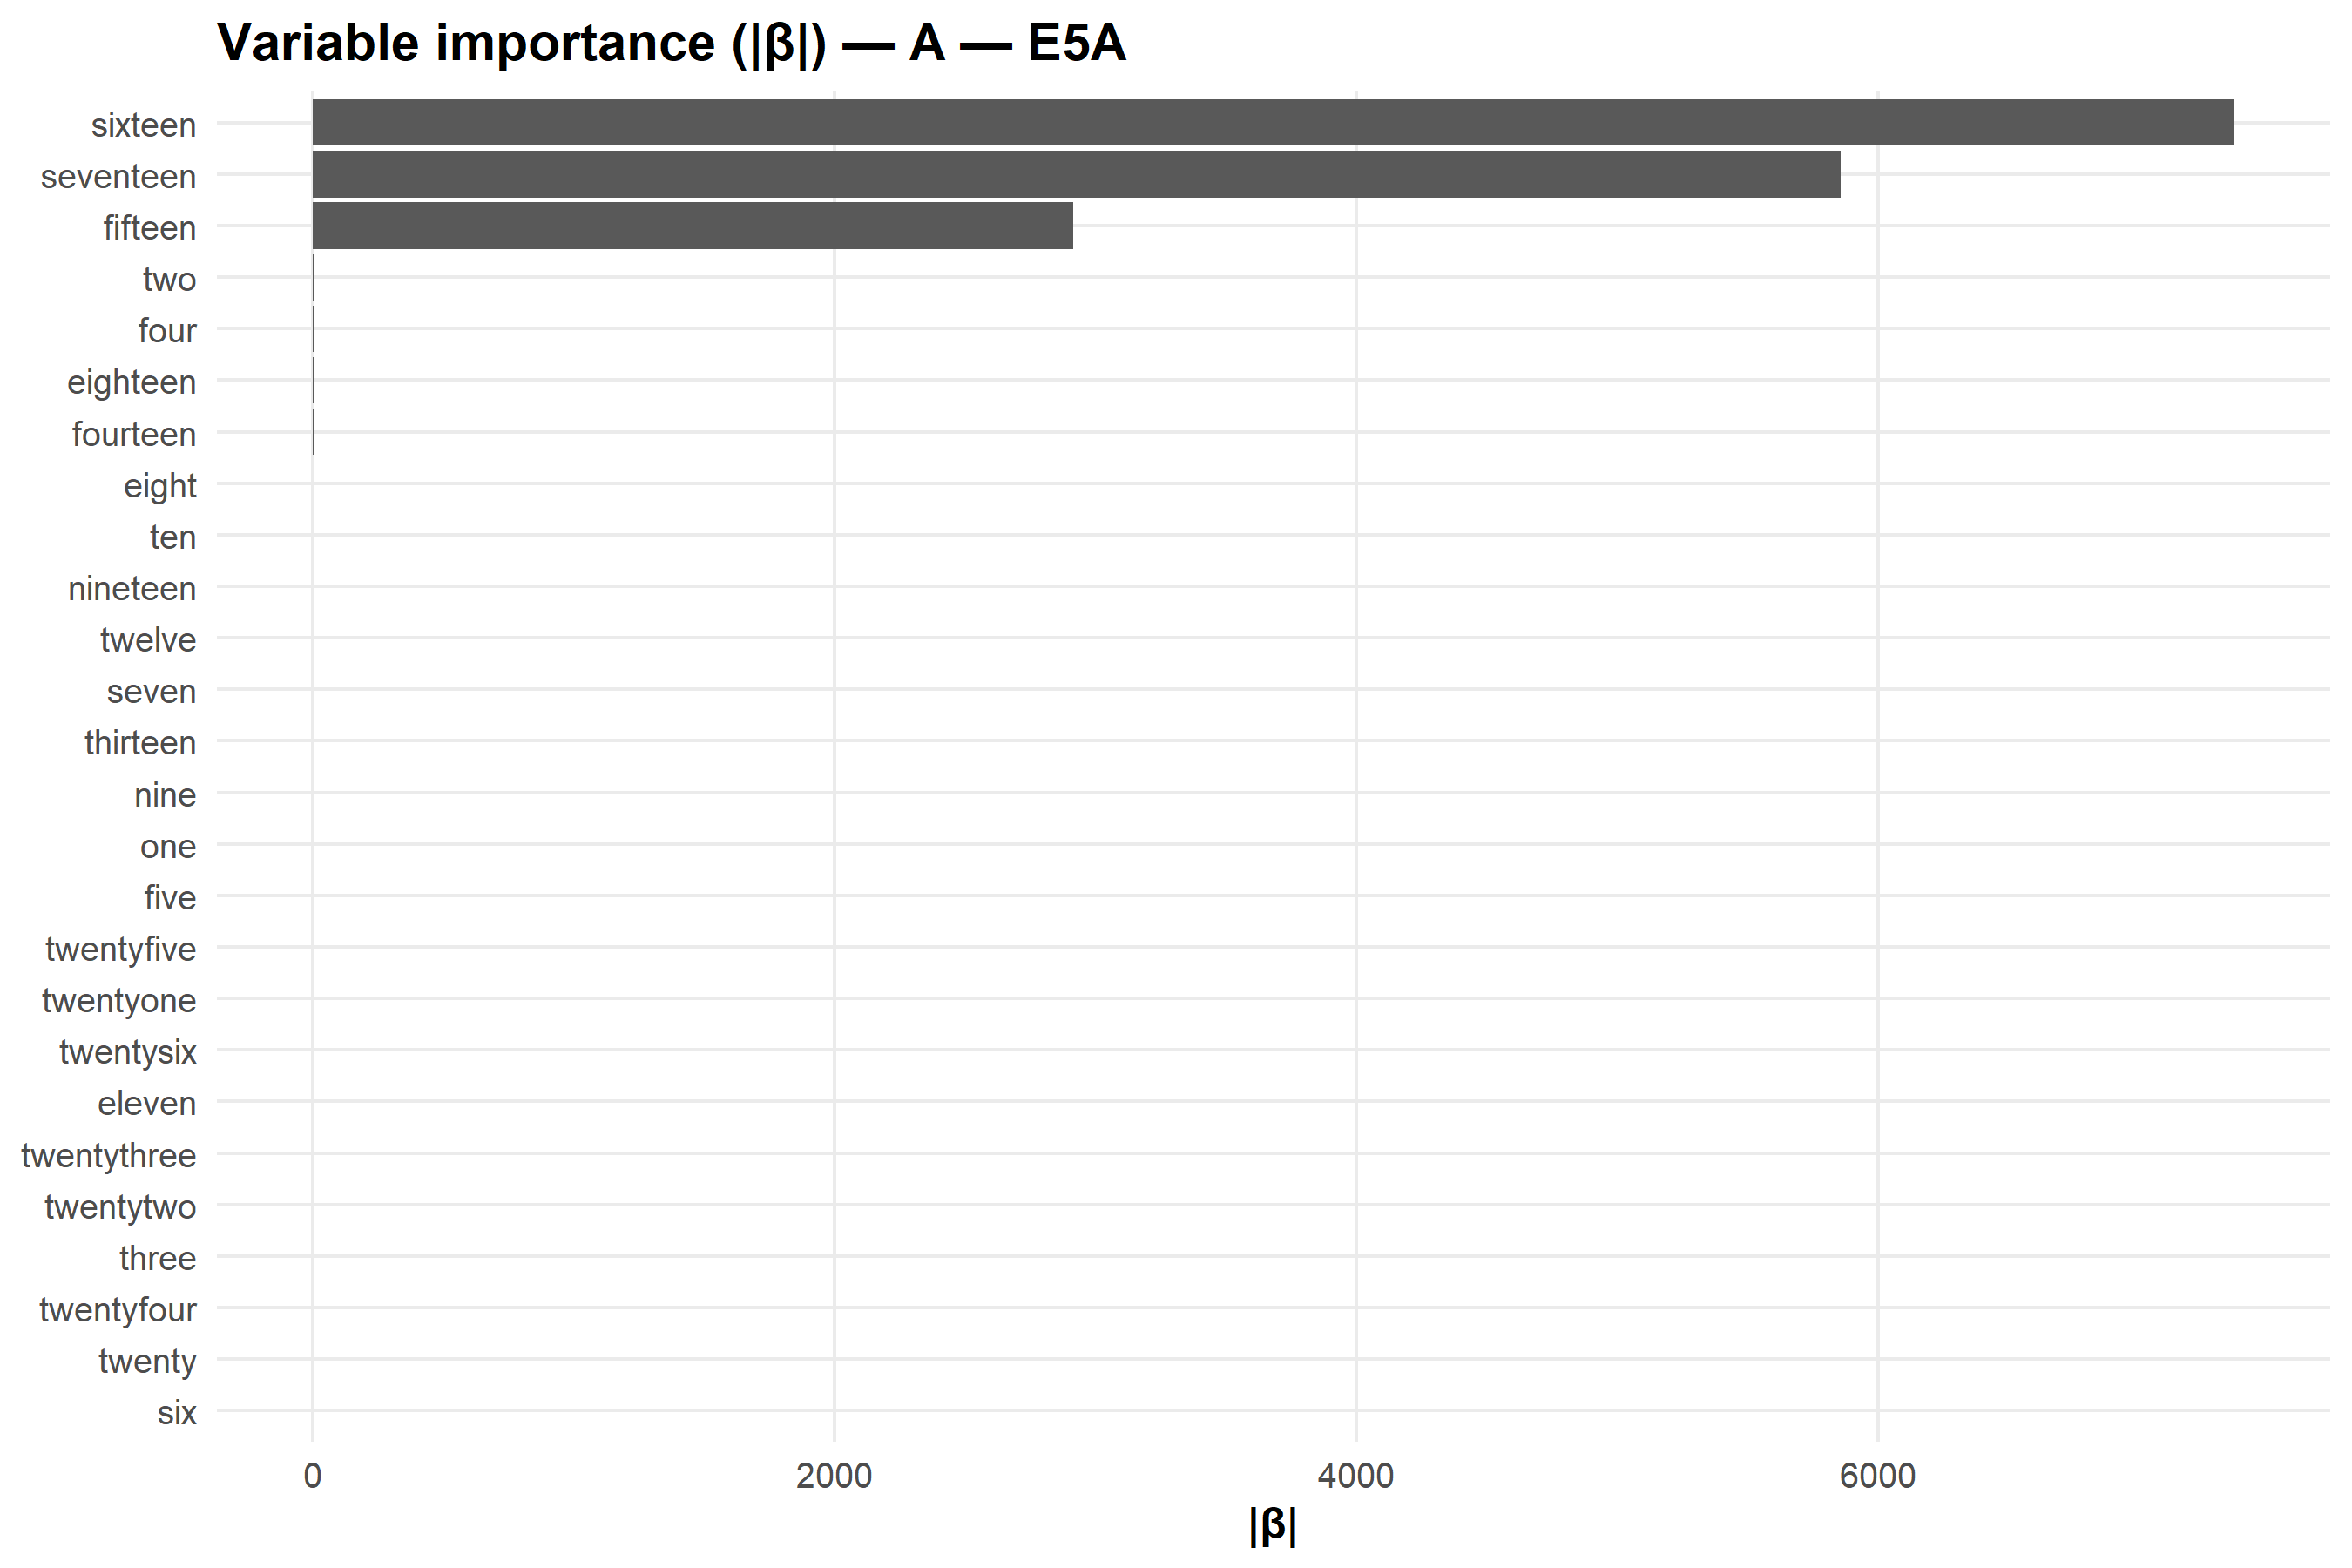 Variable importance (|β|) — A — E5A
sixteen
seventeen
fifteen
two
four
eighteen
fourteen
eight
ten
nineteen
twelve
seven
thirteen
nine
one
five
twentyfive
twentyone
twentysix
eleven
twentythree
twentytwo
three
twentyfour
twenty
six
0 2000 4000 6000
|β|